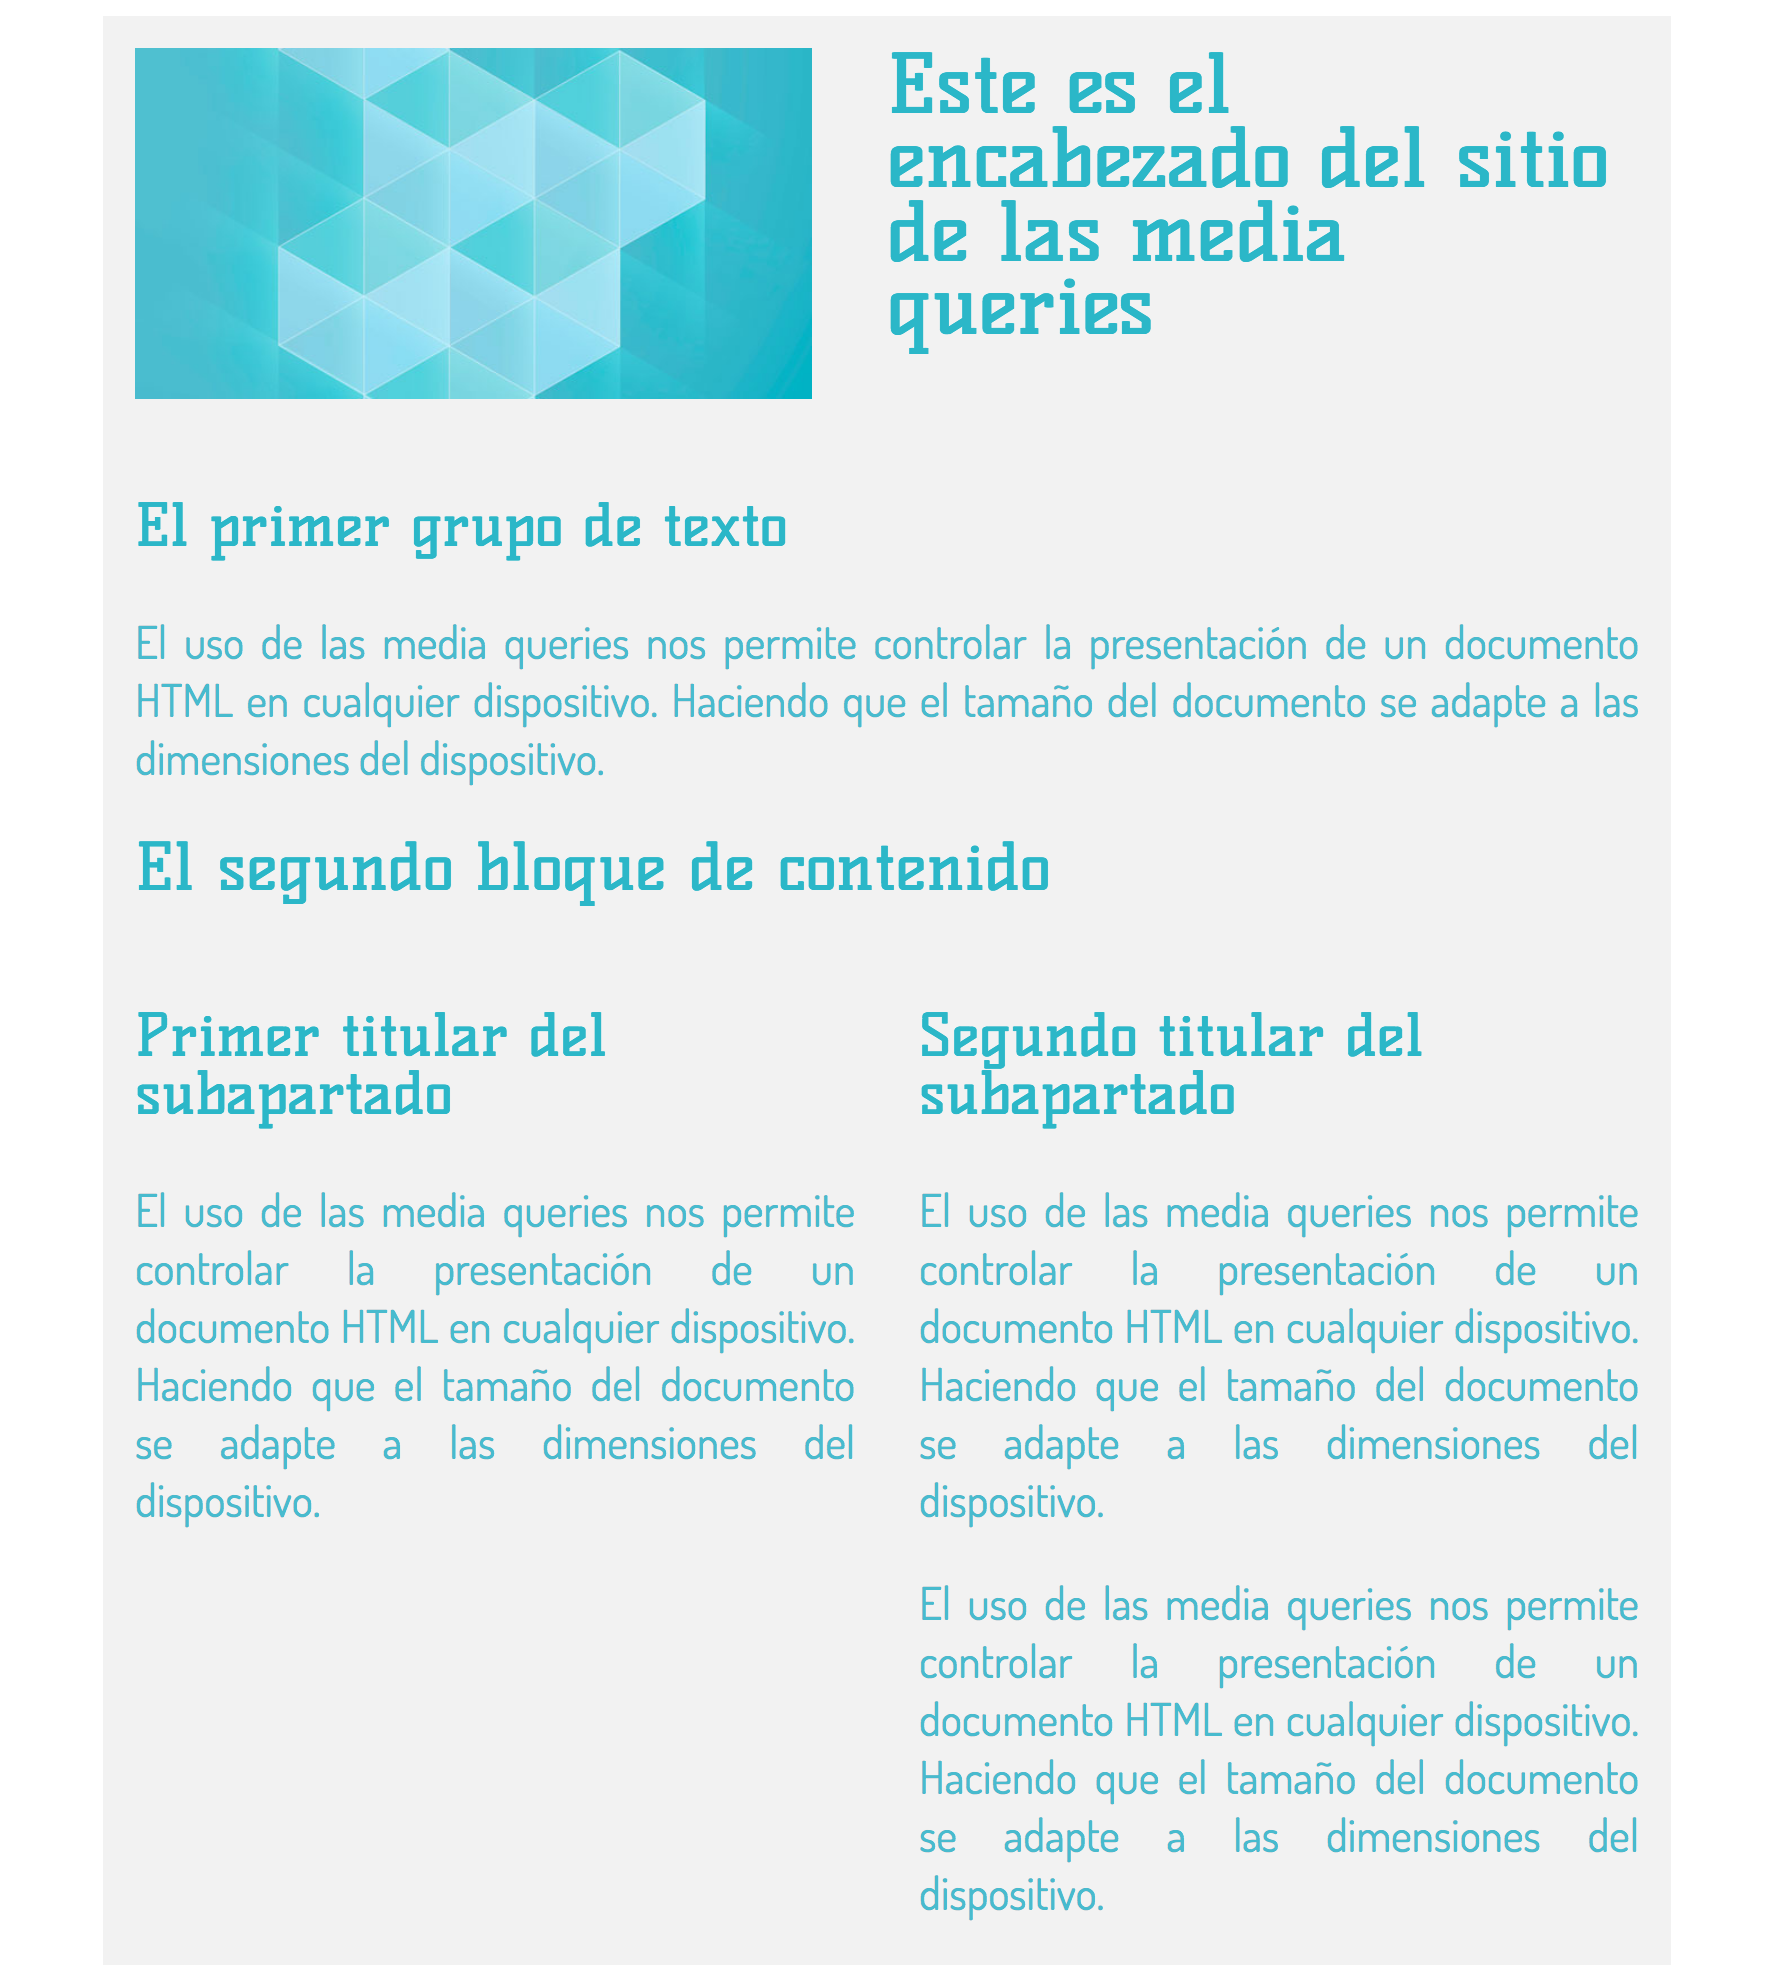 Este es el
encabezado del sitio
de las media
queries
El primer grupo de texto
El uso de las media queries nos permite controlar la presentación de un documento
HTML en cualquier dispositivo. Haciendo que el tamaño del documento se adapte a las
dimensiones del dispositivo.
El segundo bloque de contenido
Primer titular del
subapartado
El uso de las media queries nos permite
controlar la presentación de un
documento HTML en cualquier dispositivo.
Haciendo que el tamaño del documento
se adapte a las dimensiones del
dispositivo.
Segundo titular del
subapartado
El uso de las media queries nos permite
controlar la presentación de un
documento HTML en cualquier dispositivo.
Haciendo que el tamaño del documento
se adapte a las dimensiones del
dispositivo.
El uso de las media queries nos permite
controlar la presentación de un
documento HTML en cualquier dispositivo.
Haciendo que el tamaño del documento
se adapte a las dimensiones del
dispositivo.